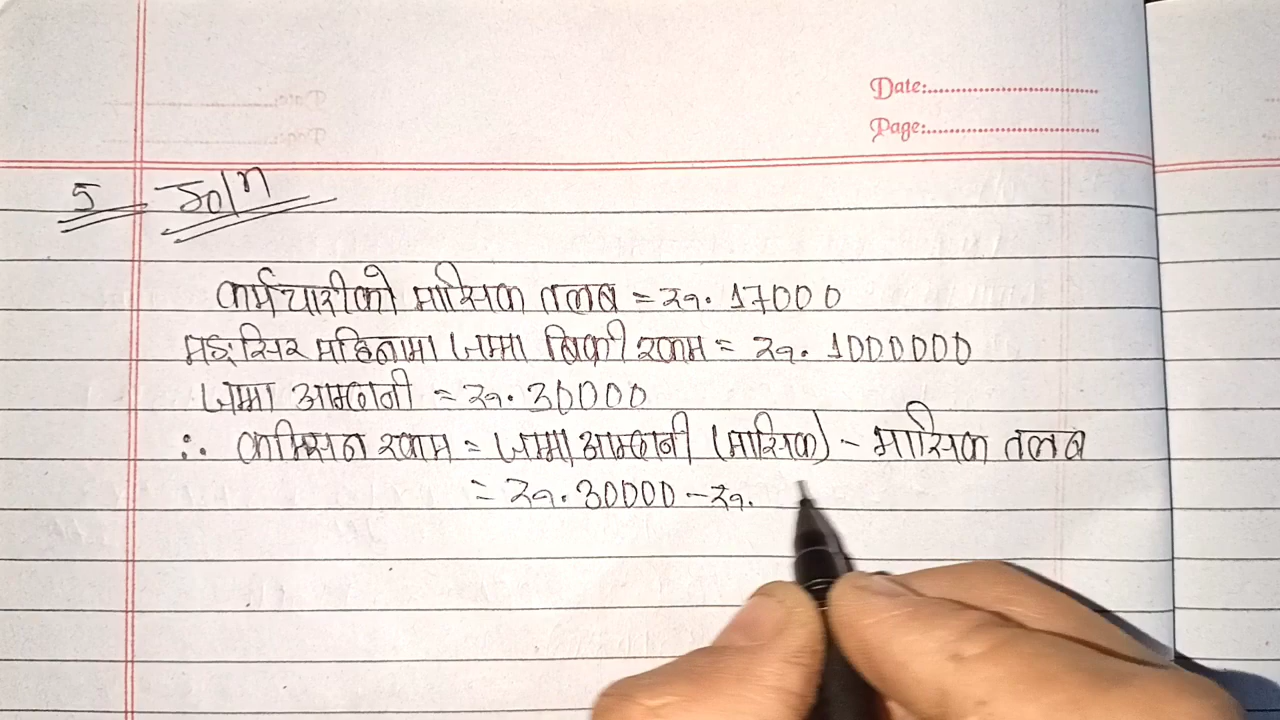 Date:
Page:
5 Solⁿ
कर्मचारीको मासिक तलब = रु. 17000
मङ्सिर महिनामा जम्मा बिक्री रकम = रु. 1000000
जम्मा आम्दानी = रु. 30000
∴ कमिसन रकम = जम्मा आम्दानी (मासिक) - मासिक तलब
= रु. 30000 - रु.